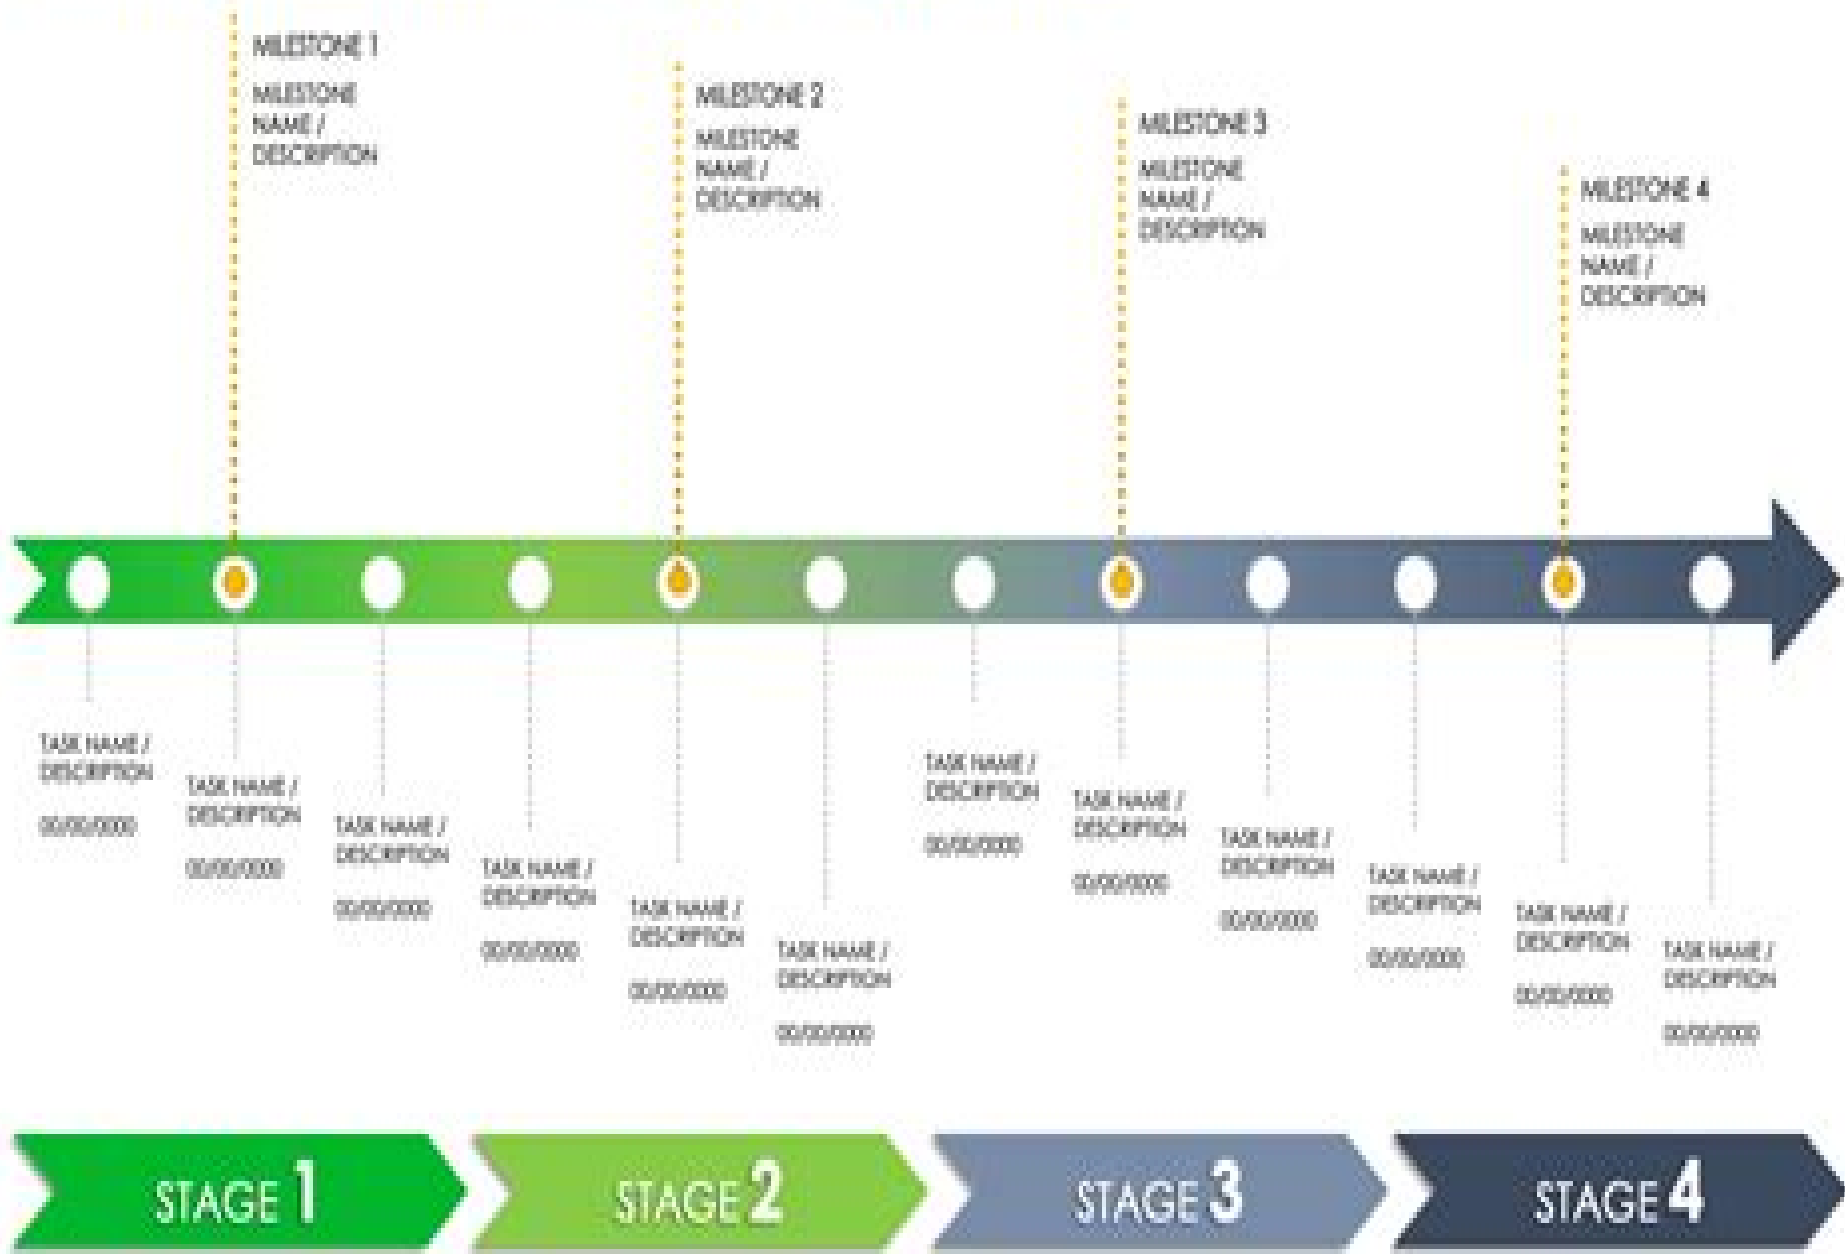 MILESTONE 1
MILESTONE
NAME /
DESCRIPTION
MILESTONE 2
MILESTONE
NAME /
DESCRIPTION
MILESTONE 3
MILESTONE
NAME /
DESCRIPTION
MILESTONE 4
MILESTONE
NAME /
DESCRIPTION
TASK NAME /
DESCRIPTION
00/00/0000
TASK NAME /
DESCRIPTION
00/00/0000
TASK NAME /
DESCRIPTION
00/00/0000
TASK NAME /
DESCRIPTION
00/00/0000
TASK NAME /
DESCRIPTION
00/00/0000
TASK NAME /
DESCRIPTION
00/00/0000
TASK NAME /
DESCRIPTION
00/00/0000
TASK NAME /
DESCRIPTION
00/00/0000
TASK NAME /
DESCRIPTION
00/00/0000
TASK NAME /
DESCRIPTION
00/00/0000
TASK NAME /
DESCRIPTION
00/00/0000
TASK NAME /
DESCRIPTION
00/00/0000
STAGE 1
STAGE 2
STAGE 3
STAGE 4